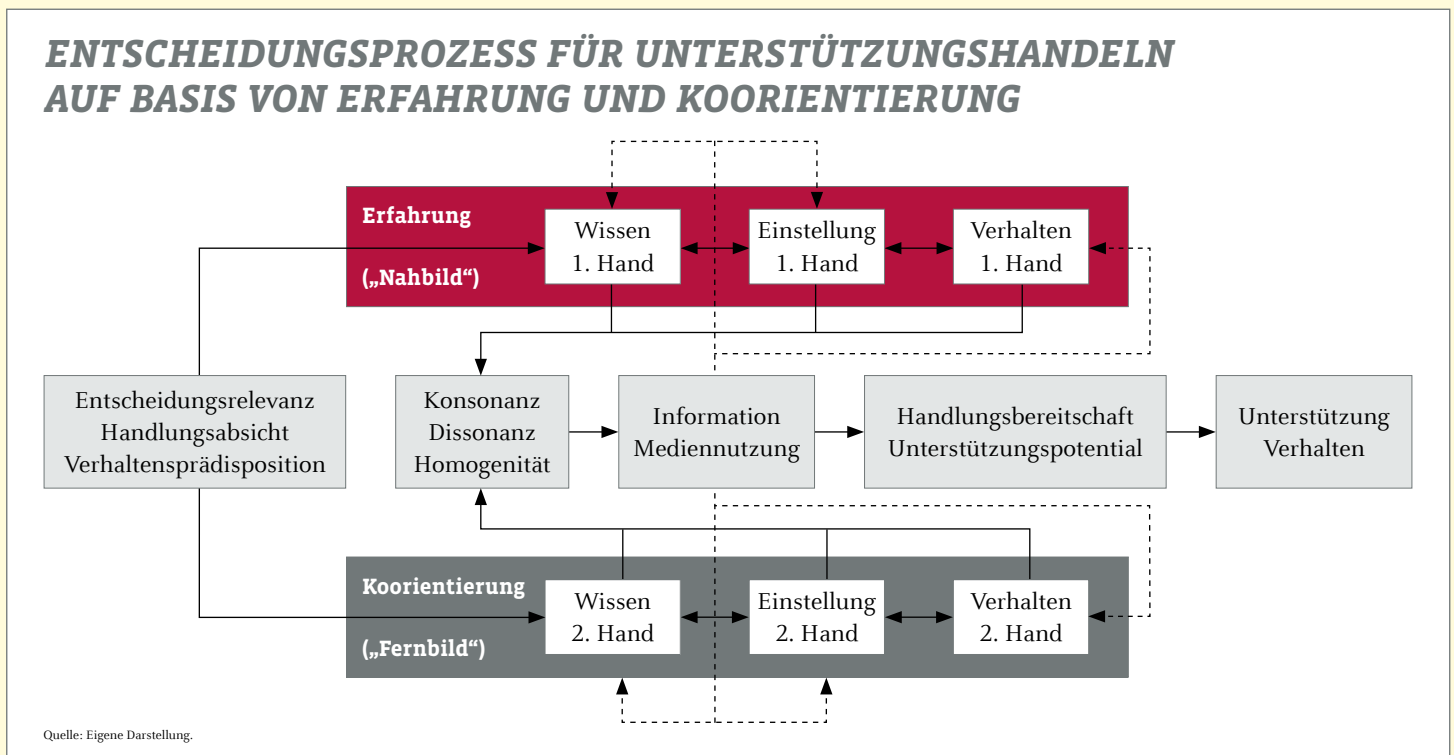 ENTSCHEIDUNGSPROZESS FÜR UNTERSTÜTZUNGSHANDELN
AUF BASIS VON ERFAHRUNG UND KOORIENTIERUNG
Erfahrung
(„Nahbild“)
Wissen
1. Hand
Einstellung
1. Hand
Verhalten
1. Hand
Entscheidungsrelevanz
Handlungsabsicht
Verhaltensprädisposition
Konsonanz
Dissonanz
Homogenität
Information
Mediennutzung
Handlungsbereitschaft
Unterstützungspotential
Unterstützung
Verhalten
Koorientierung
(„Fernbild“)
Wissen
2. Hand
Einstellung
2. Hand
Verhalten
2. Hand
Quelle: Eigene Darstellung.